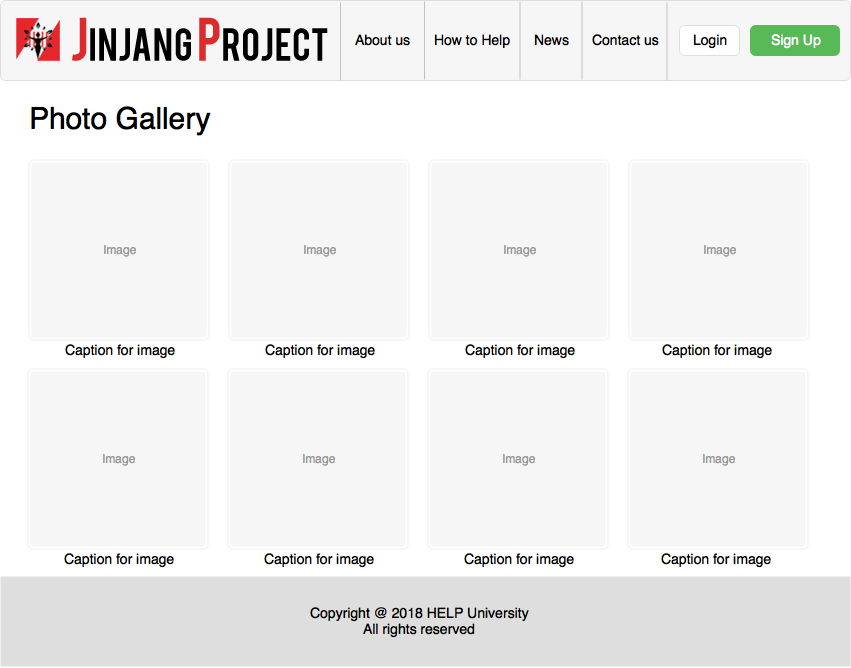 JINJANG PROJECT
About us
How to Help
News
Contact us
Login
Sign Up
Photo Gallery
Image
Image
Image
Image
Caption for image
Caption for image
Caption for image
Caption for image
Image
Image
Image
Image
Caption for image
Caption for image
Caption for image
Caption for image
Copyright @ 2018 HELP University
All rights reserved